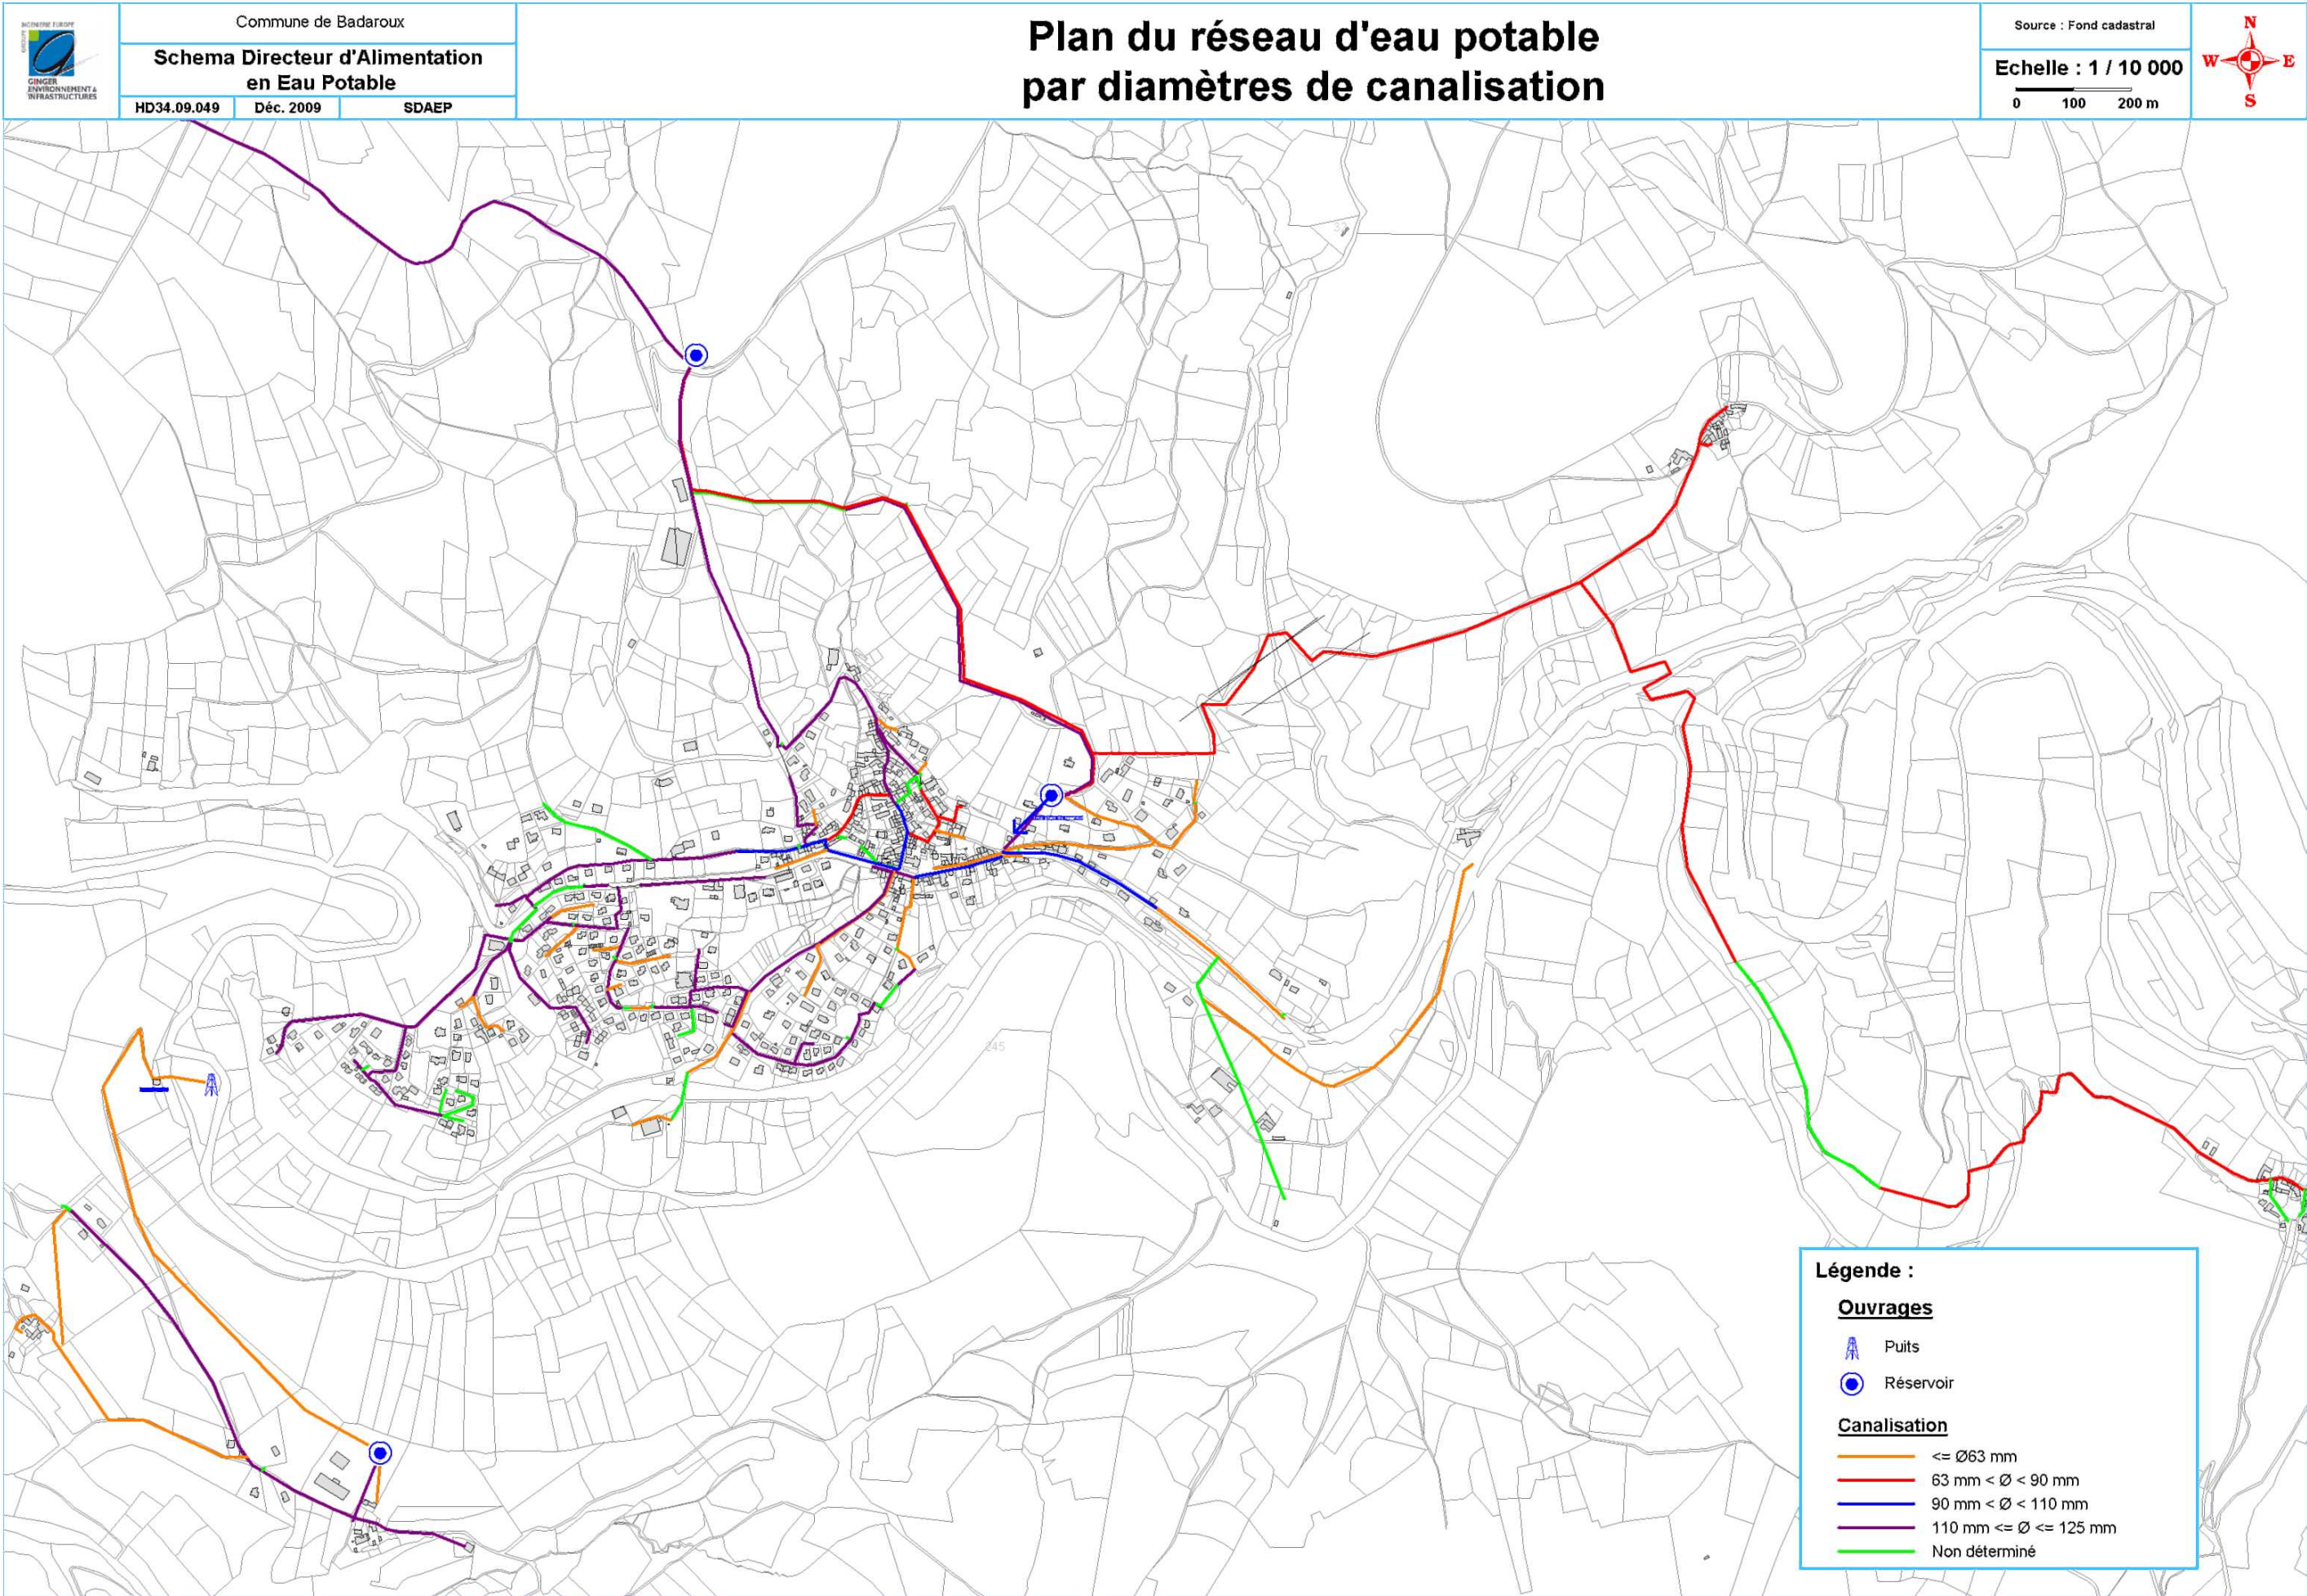 INGENIERIE EUROPE
GROUPE
GINGER
ENVIRONNEMENT &
INFRASTRUCTURES
Commune de Badaroux
Schema Directeur d'Alimentation
en Eau Potable
HD34.09.049 Déc. 2009 SDAEP
Plan du réseau d'eau potable
par diamètres de canalisation
Source : Fond cadastral
Echelle : 1 / 10 000
0 100 200 m
N
W E
S
245
Légende :
Ouvrages
Puits
Réservoir
Canalisation
<= Ø63 mm
63 mm < Ø < 90 mm
90 mm < Ø < 110 mm
110 mm <= Ø <= 125 mm
Non déterminé